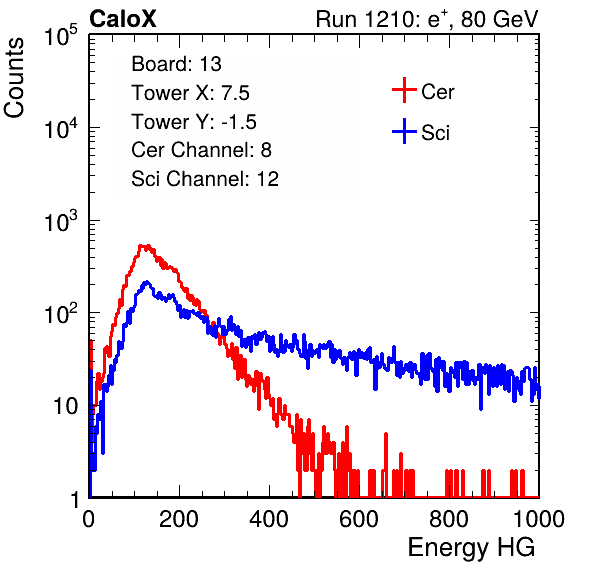 CaloX Run 1210: e⁺, 80 GeV
Counts
Board: 13
Tower X: 7.5
Tower Y: -1.5
Cer Channel: 8
Sci Channel: 12
Cer
Sci
10⁵
10⁴
10³
10²
10
1
0 200 400 600 800 1000
Energy HG